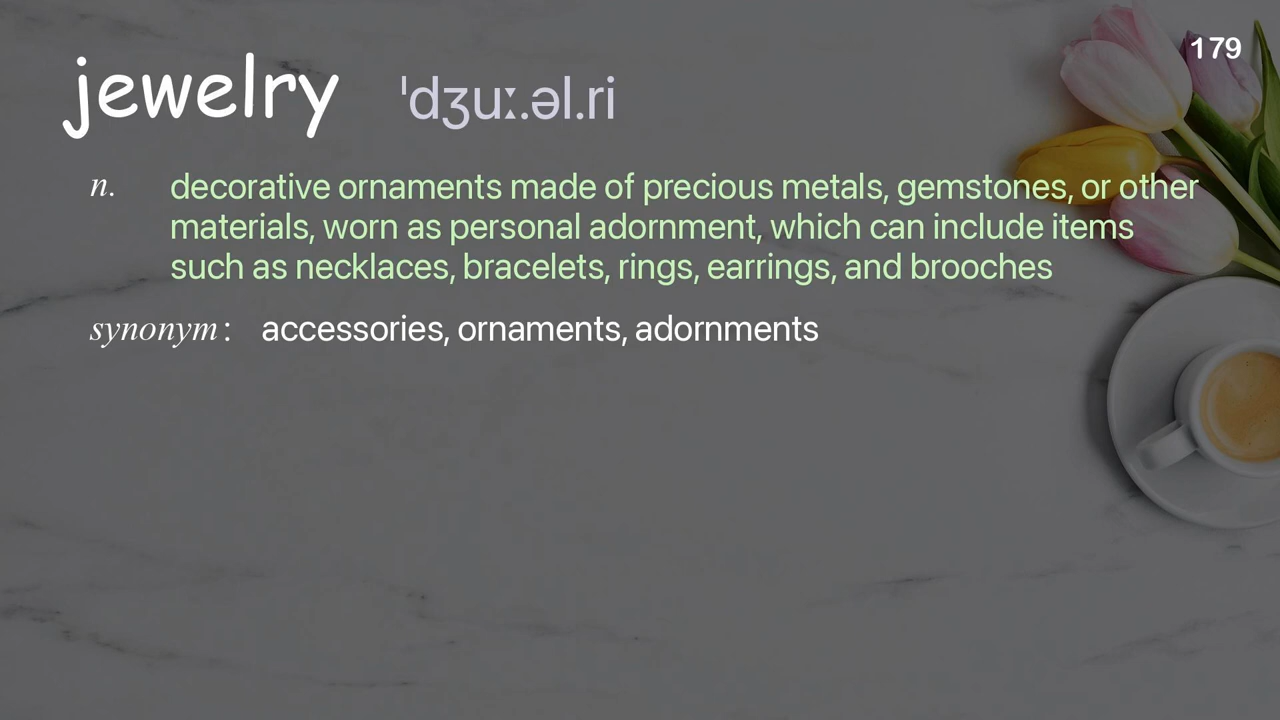 179
jewelry ˈdʒuː.əl.ri
n. decorative ornaments made of precious metals, gemstones, or other
materials, worn as personal adornment, which can include items
such as necklaces, bracelets, rings, earrings, and brooches
synonym: accessories, ornaments, adornments